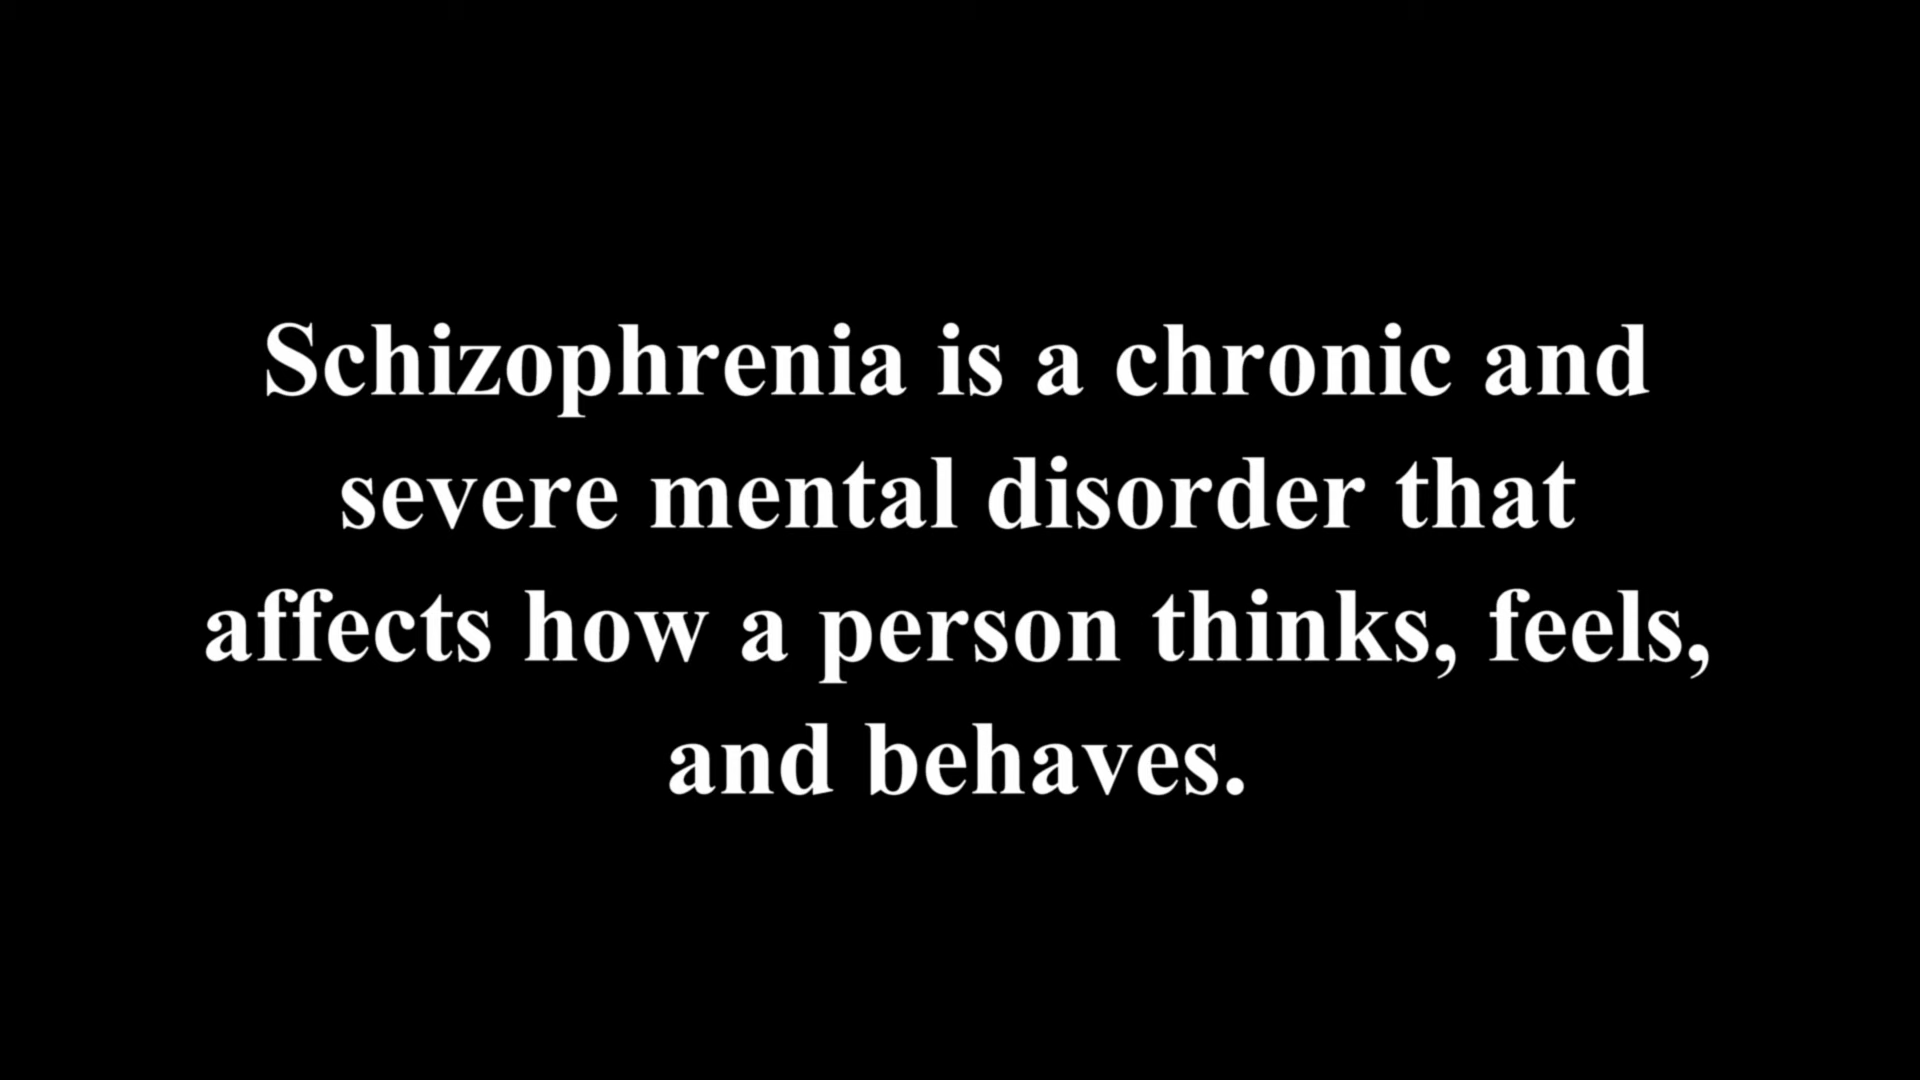 Schizophrenia is a chronic and
severe mental disorder that
affects how a person thinks, feels,
and behaves.